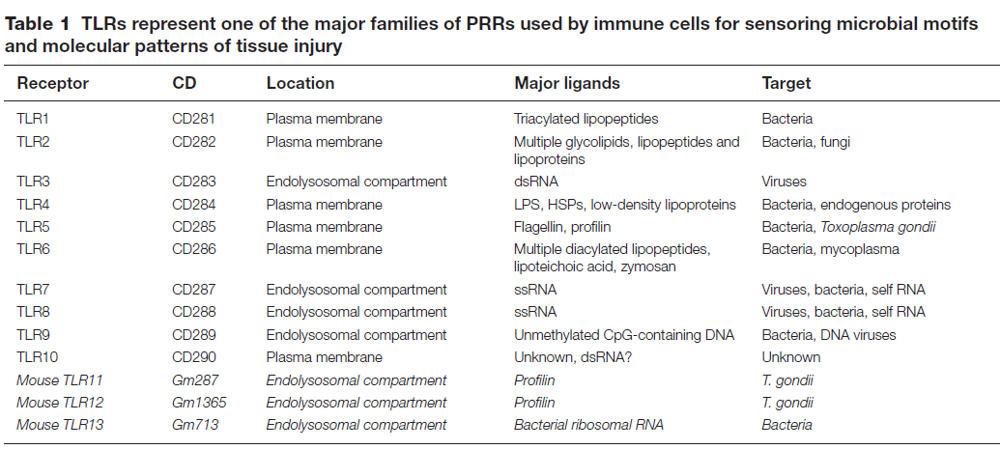 Table 1 TLRs represent one of the major families of PRRs used by immune cells for sensoring microbial motifs
and molecular patterns of tissue injury
Receptor CD Location Major ligands Target
TLR1 CD281 Plasma membrane Triacylated lipopeptides Bacteria
TLR2 CD282 Plasma membrane Multiple glycolipids, lipopeptides and Bacteria, fungi
lipoproteins
TLR3 CD283 Endolysosomal compartment dsRNA Viruses
TLR4 CD284 Plasma membrane LPS, HSPs, low-density lipoproteins Bacteria, endogenous proteins
TLR5 CD285 Plasma membrane Flagellin, profilin Bacteria, Toxoplasma gondii
TLR6 CD286 Plasma membrane Multiple diacylated lipopeptides, Bacteria, mycoplasma
lipoteichoic acid, zymosan
TLR7 CD287 Endolysosomal compartment ssRNA Viruses, bacteria, self RNA
TLR8 CD288 Endolysosomal compartment ssRNA Viruses, bacteria, self RNA
TLR9 CD289 Endolysosomal compartment Unmethylated CpG-containing DNA Bacteria, DNA viruses
TLR10 CD290 Plasma membrane Unknown, dsRNA? Unknown
Mouse TLR11 Gm287 Endolysosomal compartment Profilin T. gondii
Mouse TLR12 Gm1365 Endolysosomal compartment Profilin T. gondii
Mouse TLR13 Gm713 Endolysosomal compartment Bacterial ribosomal RNA Bacteria